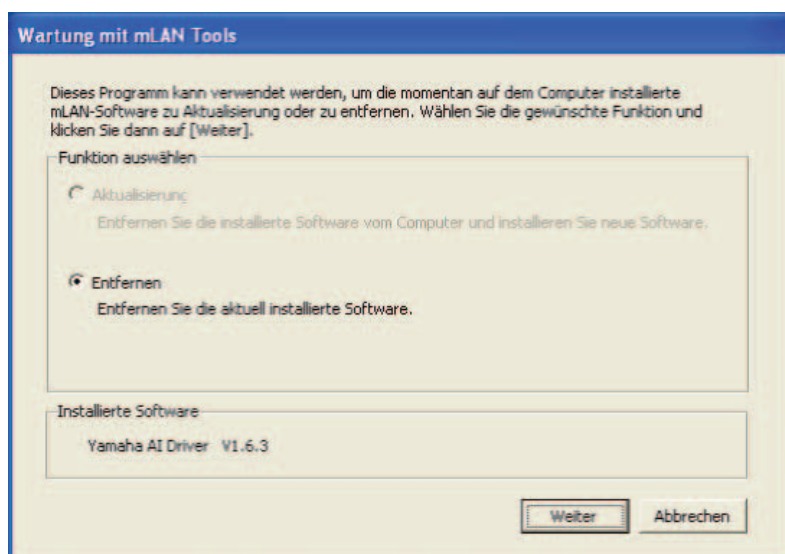 Wartung mit mLAN Tools
Dieses Programm kann verwendet werden, um die momentan auf dem Computer installierte
mLAN-Software zu Aktualisierung oder zu entfernen. Wählen Sie die gewünschte Funktion und
klicken Sie dann auf [Weiter].
Funktion auswählen
Aktualisierung
Entfernen Sie die installierte Software vom Computer und installieren Sie neue Software.
Entfernen
Entfernen Sie die aktuell installierte Software.
Installierte Software
Yamaha AI Driver V1.6.3
Weiter Abbrechen